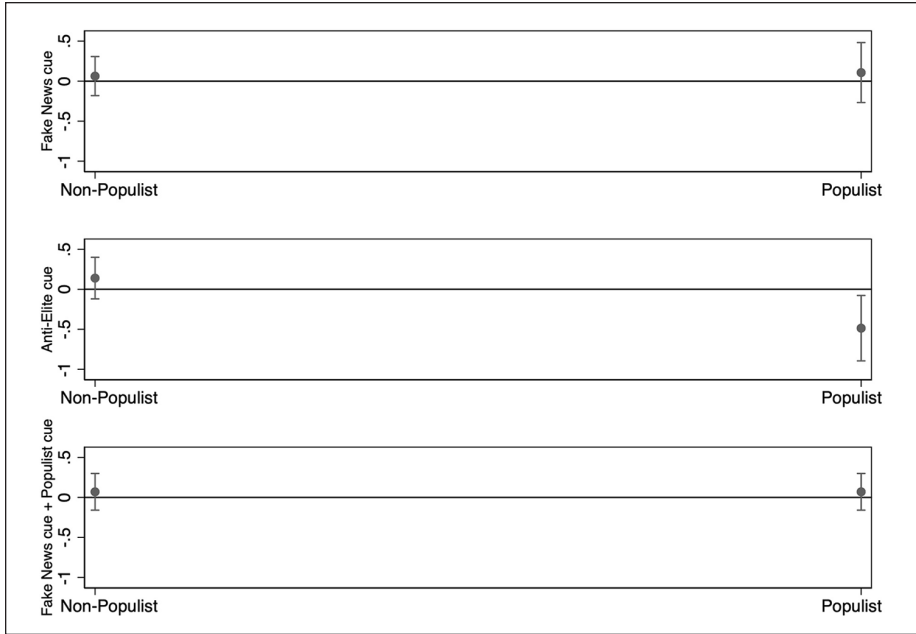 Fake News cue
.5
0
-.5
-1
Non-Populist Populist
Anti-Elite cue
.5
0
-.5
-1
Non-Populist Populist
Fake News cue + Populist cue
.5
0
-.5
-1
Non-Populist Populist